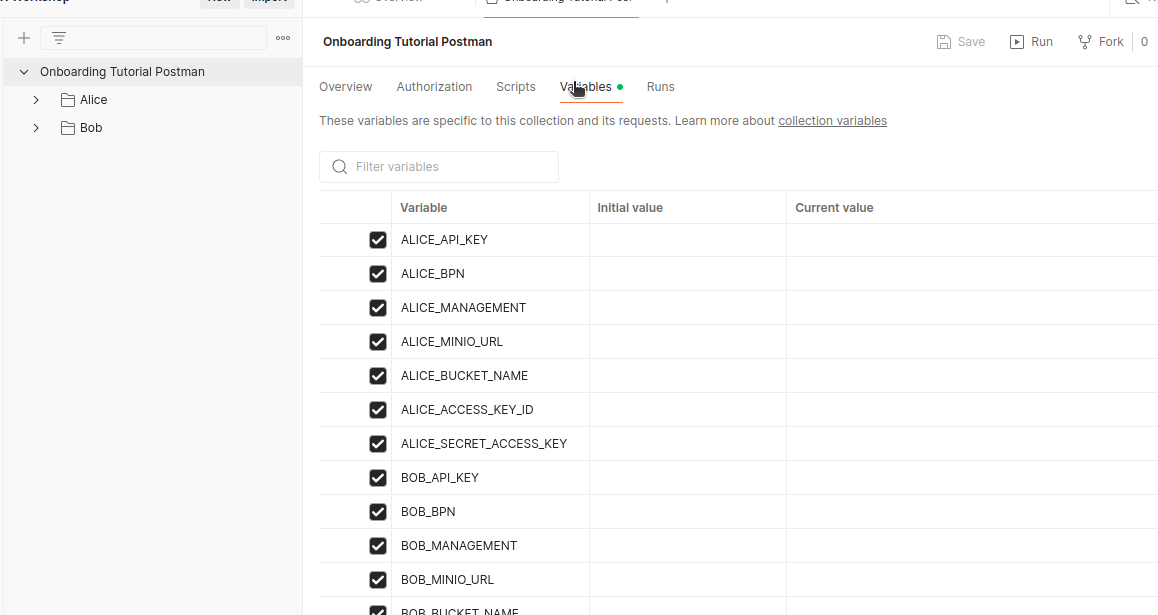 Workshop
New
Import
Overview
Onboarding Tutorial Post
Onboarding Tutorial Postman
Save
Run
Fork
0
Onboarding Tutorial Postman
Alice
Bob
Overview
Authorization
Scripts
Variables
Runs
These variables are specific to this collection and its requests. Learn more about collection variables
Filter variables
Variable
Initial value
Current value
ALICE_API_KEY
ALICE_BPN
ALICE_MANAGEMENT
ALICE_MINIO_URL
ALICE_BUCKET_NAME
ALICE_ACCESS_KEY_ID
ALICE_SECRET_ACCESS_KEY
BOB_API_KEY
BOB_BPN
BOB_MANAGEMENT
BOB_MINIO_URL
BOB_BUCKET_NAME